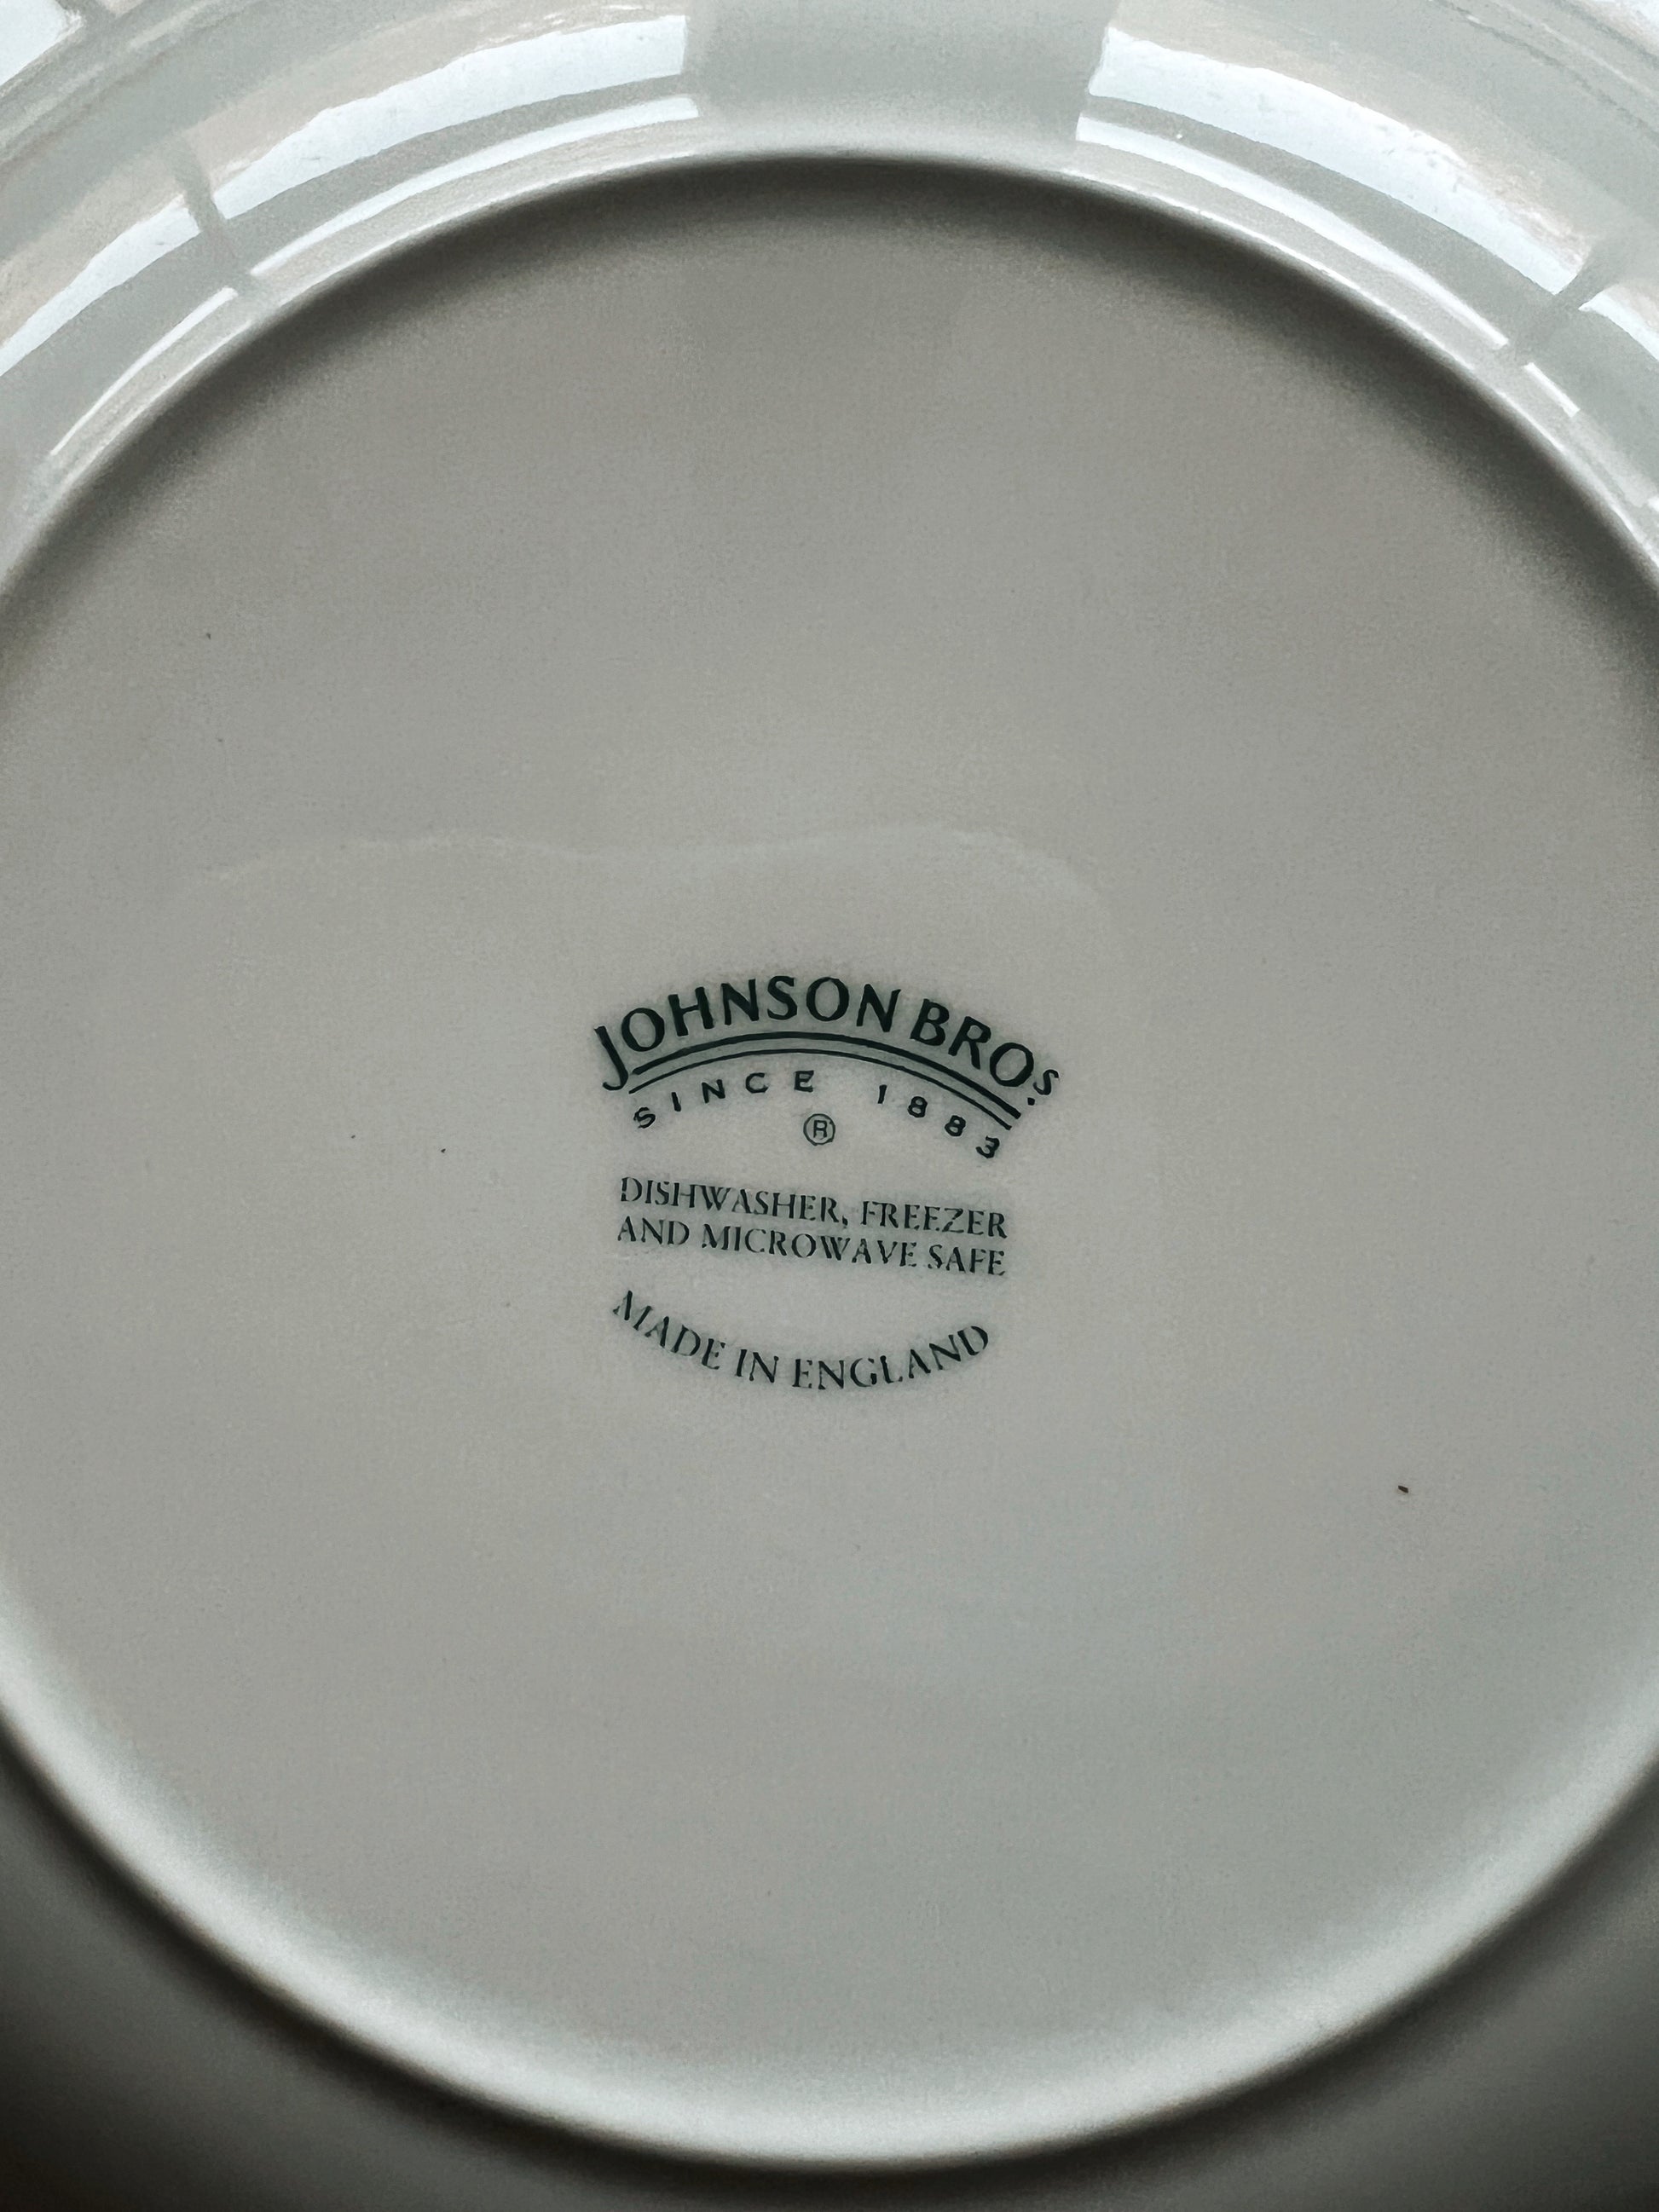 JOHNSON BROS.
SINCE 1883
®
DISHWASHER, FREEZER
AND MICROWAVE SAFE
MADE IN ENGLAND